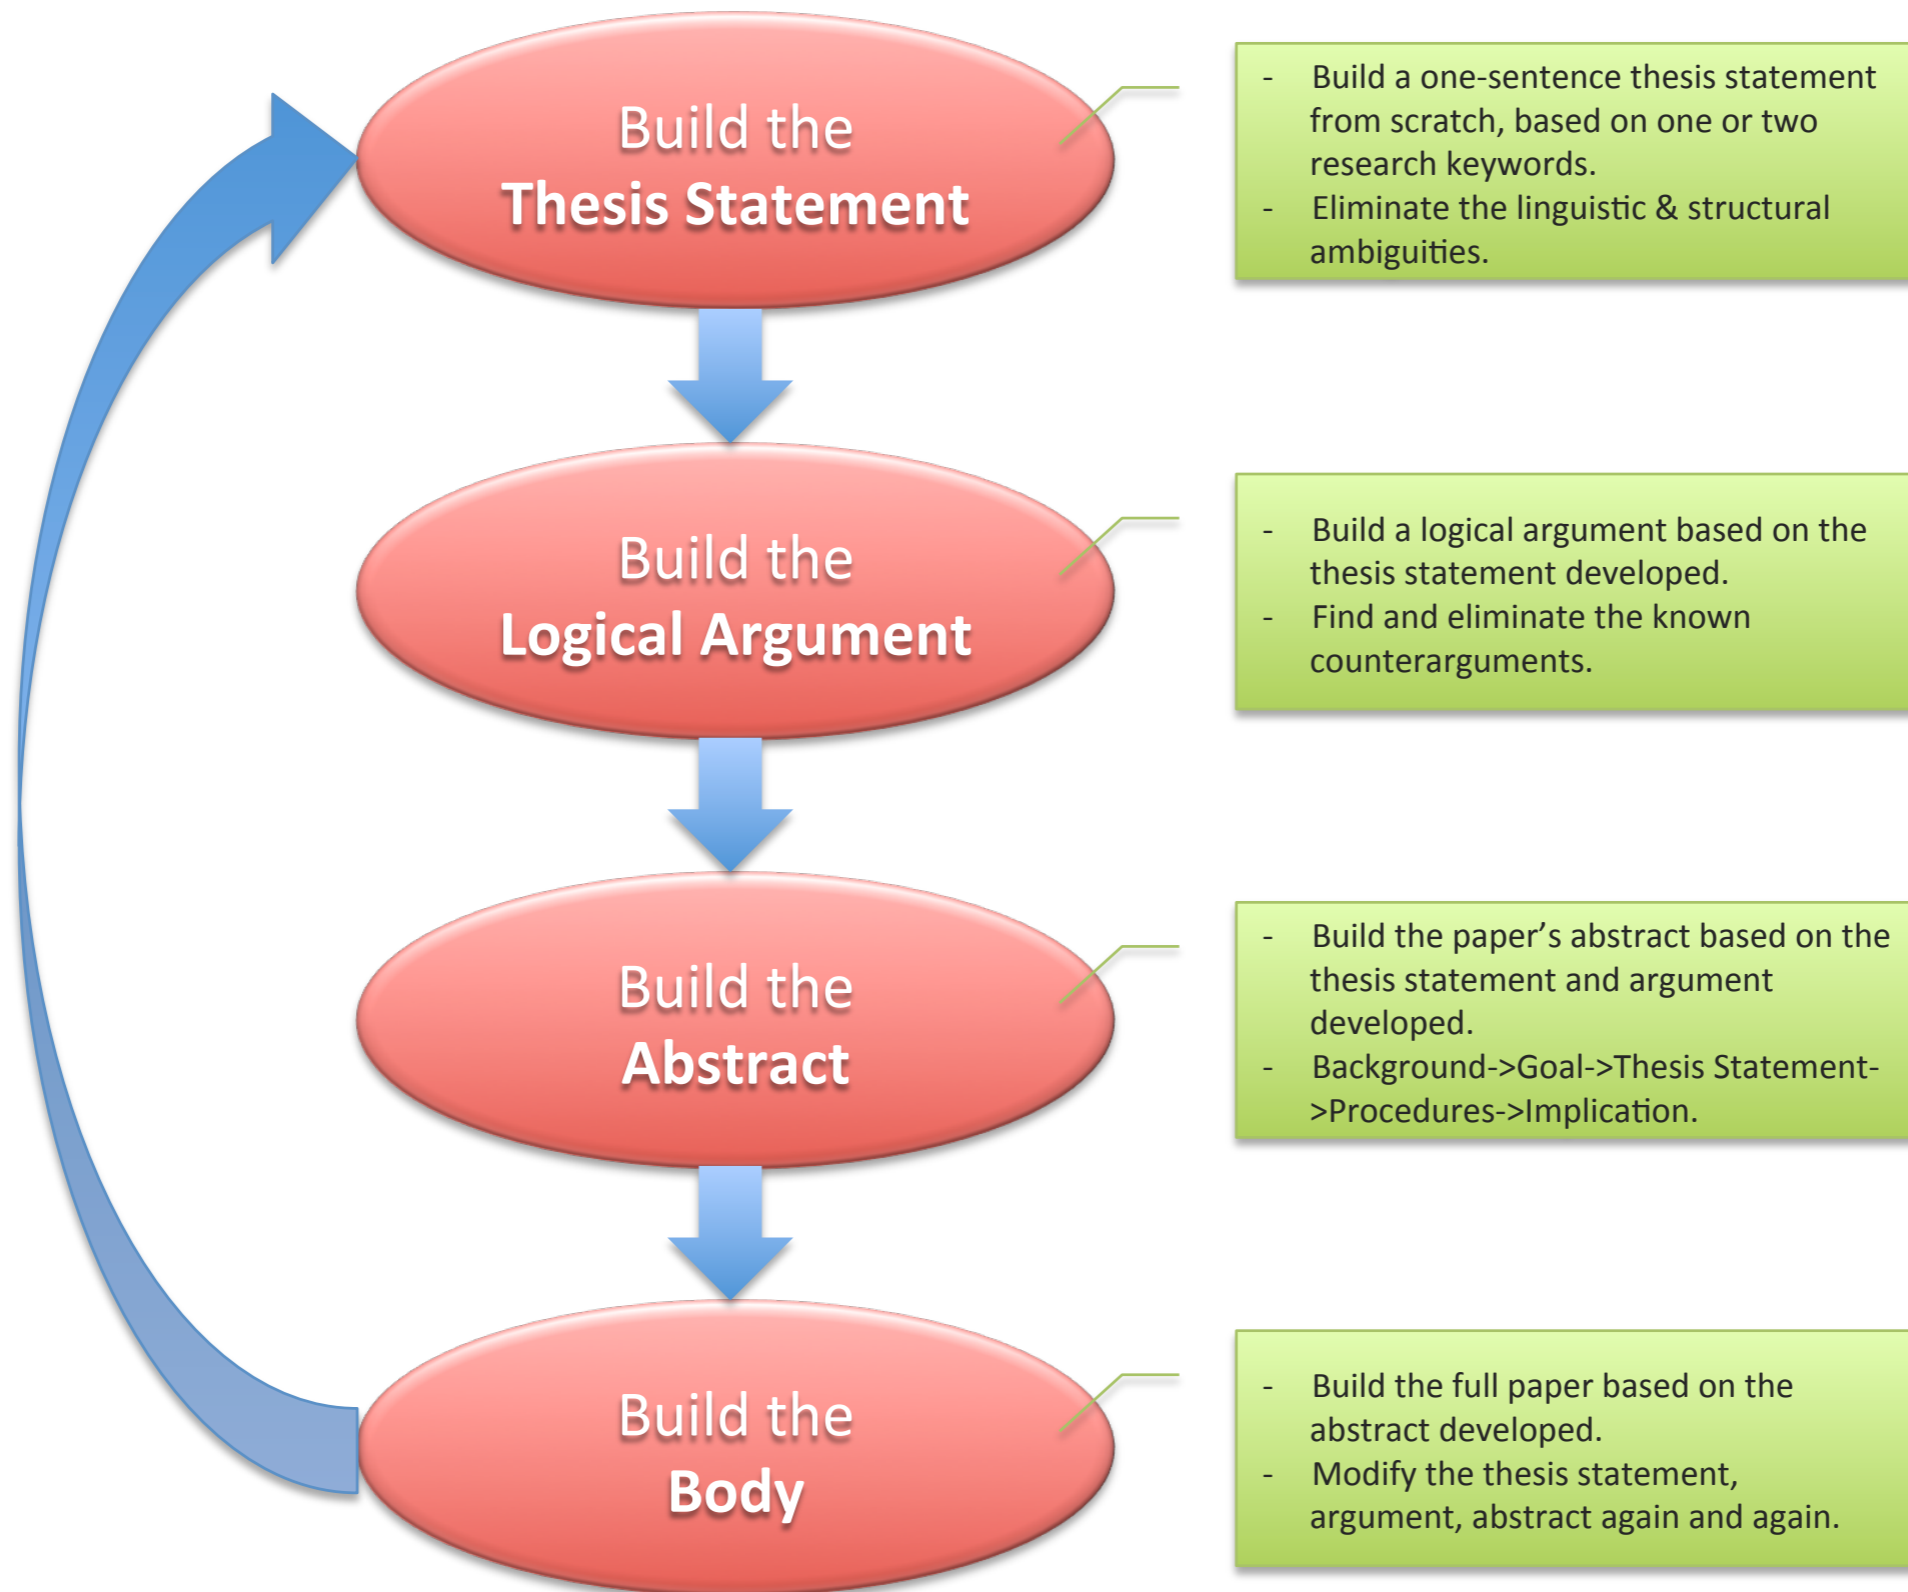 Build the
Thesis Statement
- Build a one-sentence thesis statement
from scratch, based on one or two
research keywords.
- Eliminate the linguistic & structural
ambiguities.
Build the
Logical Argument
- Build a logical argument based on the
thesis statement developed.
- Find and eliminate the known
counterarguments.
Build the
Abstract
- Build the paper’s abstract based on the
thesis statement and argument
developed.
- Background->Goal->Thesis Statement-
>Procedures->Implication.
Build the
Body
- Build the full paper based on the
abstract developed.
- Modify the thesis statement,
argument, abstract again and again.